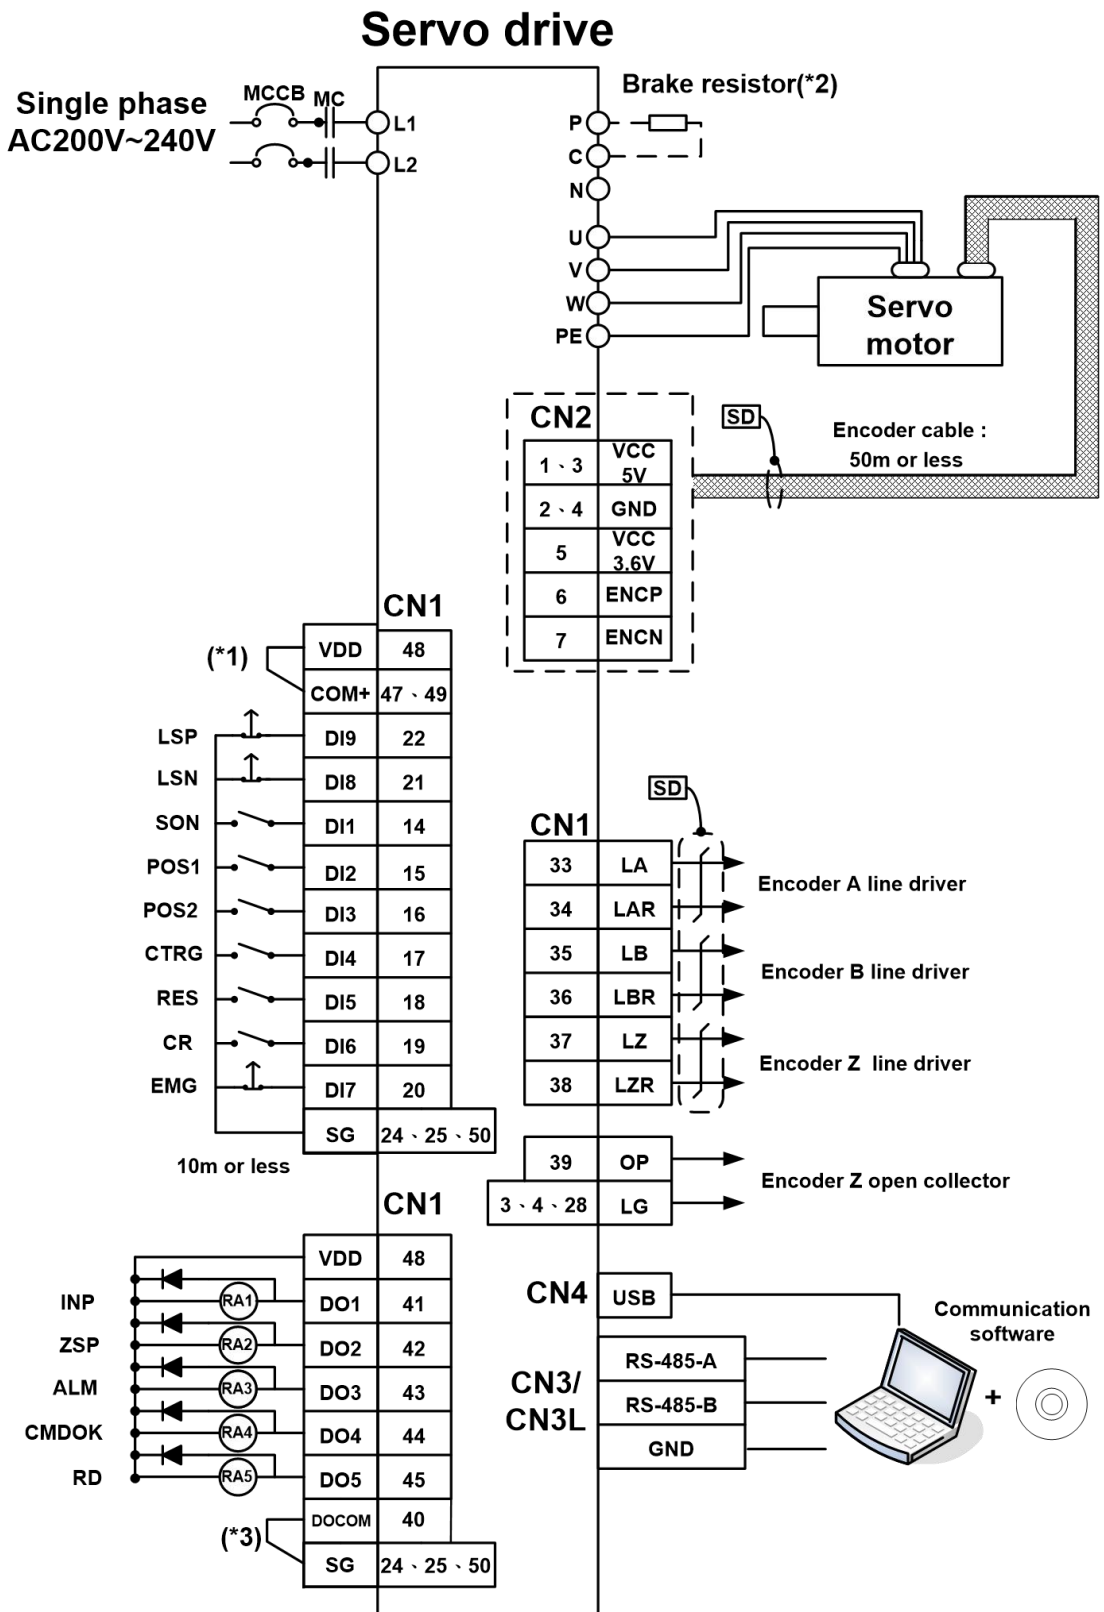 Servo drive
Single phase
AC200V~240V
MCCB
MC
L1
L2
Brake resistor(*2)
P
C
N
U
V
W
PE
Servo
motor
SD
Encoder cable :
50m or less
CN2
1、3 VCC 5V
2、4 GND
5 VCC 3.6V
6 ENCP
7 ENCN
CN1
(*1)
VDD 48
COM+ 47、49
LSP DI9 22
LSN DI8 21
SON DI1 14
POS1 DI2 15
POS2 DI3 16
CTRG DI4 17
RES DI5 18
CR DI6 19
EMG DI7 20
SG 24、25、50
10m or less
SD
CN1
33 LA
34 LAR
Encoder A line driver
35 LB
36 LBR
Encoder B line driver
37 LZ
38 LZR
Encoder Z line driver
39 OP
3、4、28 LG
Encoder Z open collector
CN1
VDD 48
INP RA1 DO1 41
ZSP RA2 DO2 42
ALM RA3 DO3 43
CMDOK RA4 DO4 44
RD RA5 DO5 45
(*3)
DOCOM 40
SG 24、25、50
CN4 USB
CN3/
CN3L
RS-485-A
RS-485-B
GND
Communication
software
+